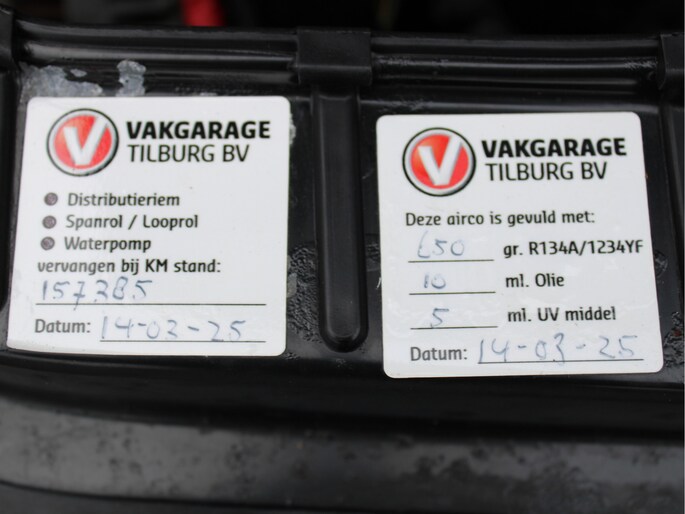 V VAKGARAGE
TILBURG BV
Distributieriem
Spanrol / Looprol
Waterpomp
vervangen bij KM stand:
157385
Datum: 14-03-25
V VAKGARAGE
TILBURG BV
Deze airco is gevuld met:
650 gr. R134A/1234YF
10 ml. Olie
5 ml. UV middel
Datum: 14-03-25